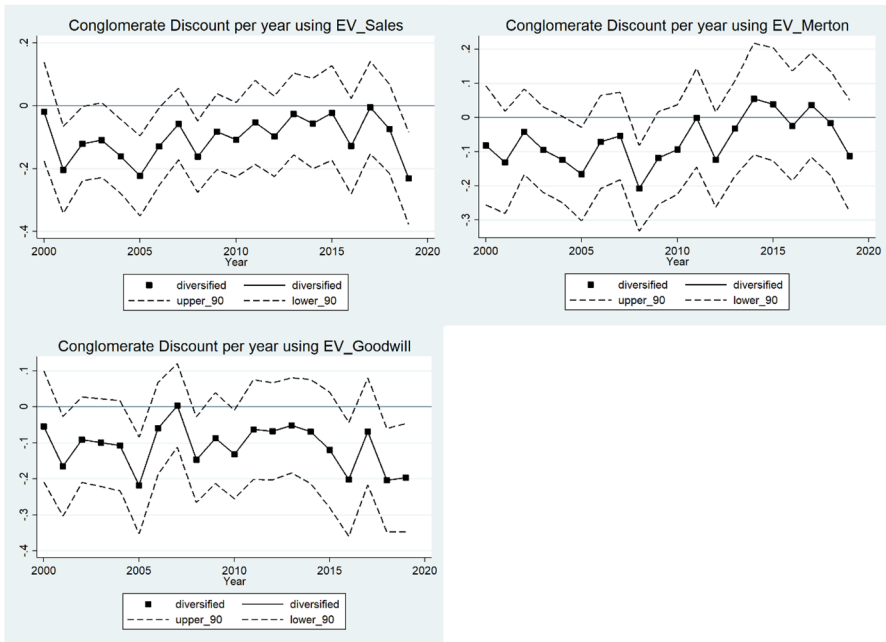 Conglomerate Discount per year using EV_Sales
.2
0
-.2
-.4
2000 2005 2010 2015 2020
Year
diversified diversified
upper_90 lower_90
Conglomerate Discount per year using EV_Merton
.2
.1
0
-.1
-.2
-.3
2000 2005 2010 2015 2020
Year
diversified diversified
upper_90 lower_90
Conglomerate Discount per year using EV_Goodwill
.1
0
-.1
-.2
-.3
-.4
2000 2005 2010 2015 2020
Year
diversified diversified
upper_90 lower_90